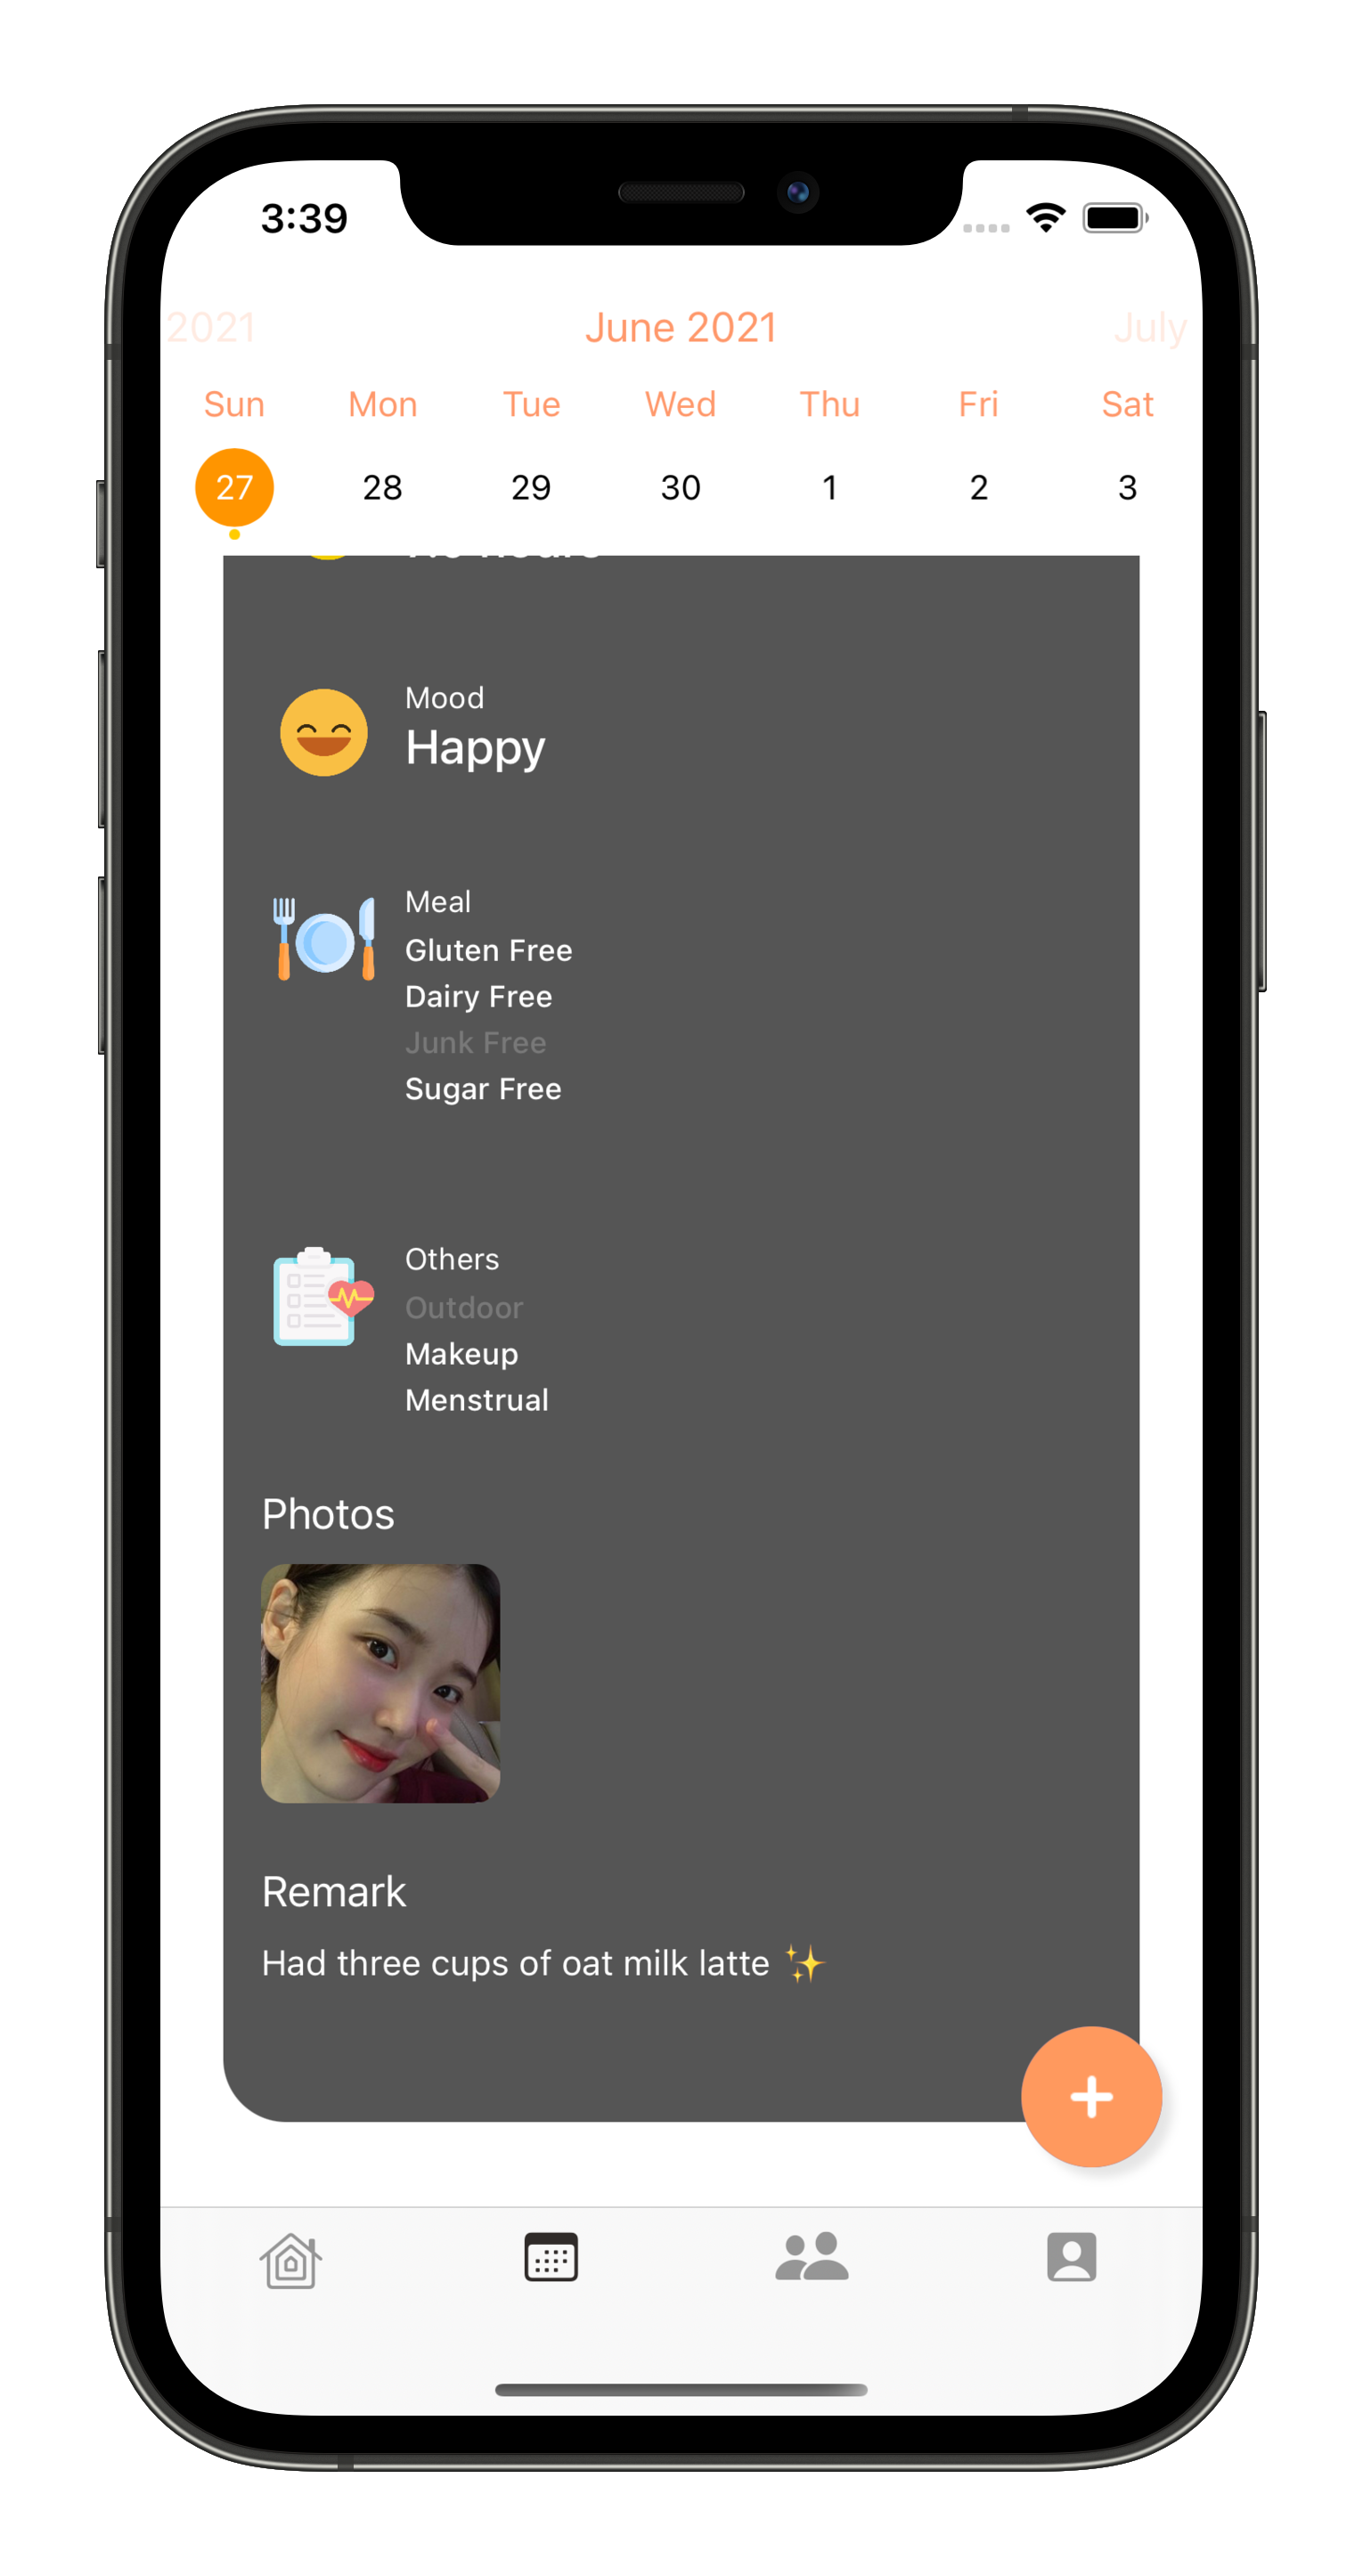 3:39
2021 June 2021 July
Sun Mon Tue Wed Thu Fri Sat
27 28 29 30 1 2 3
Mood
Happy
Meal
Gluten Free
Dairy Free
Junk Free
Sugar Free
Others
Outdoor
Makeup
Menstrual
Photos
Remark
Had three cups of oat milk latte ✨